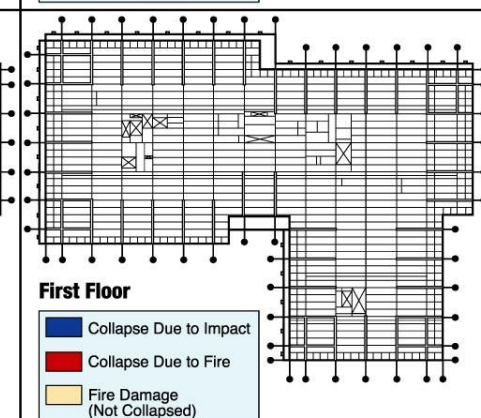 First Floor
Collapse Due to Impact
Collapse Due to Fire
Fire Damage
(Not Collapsed)